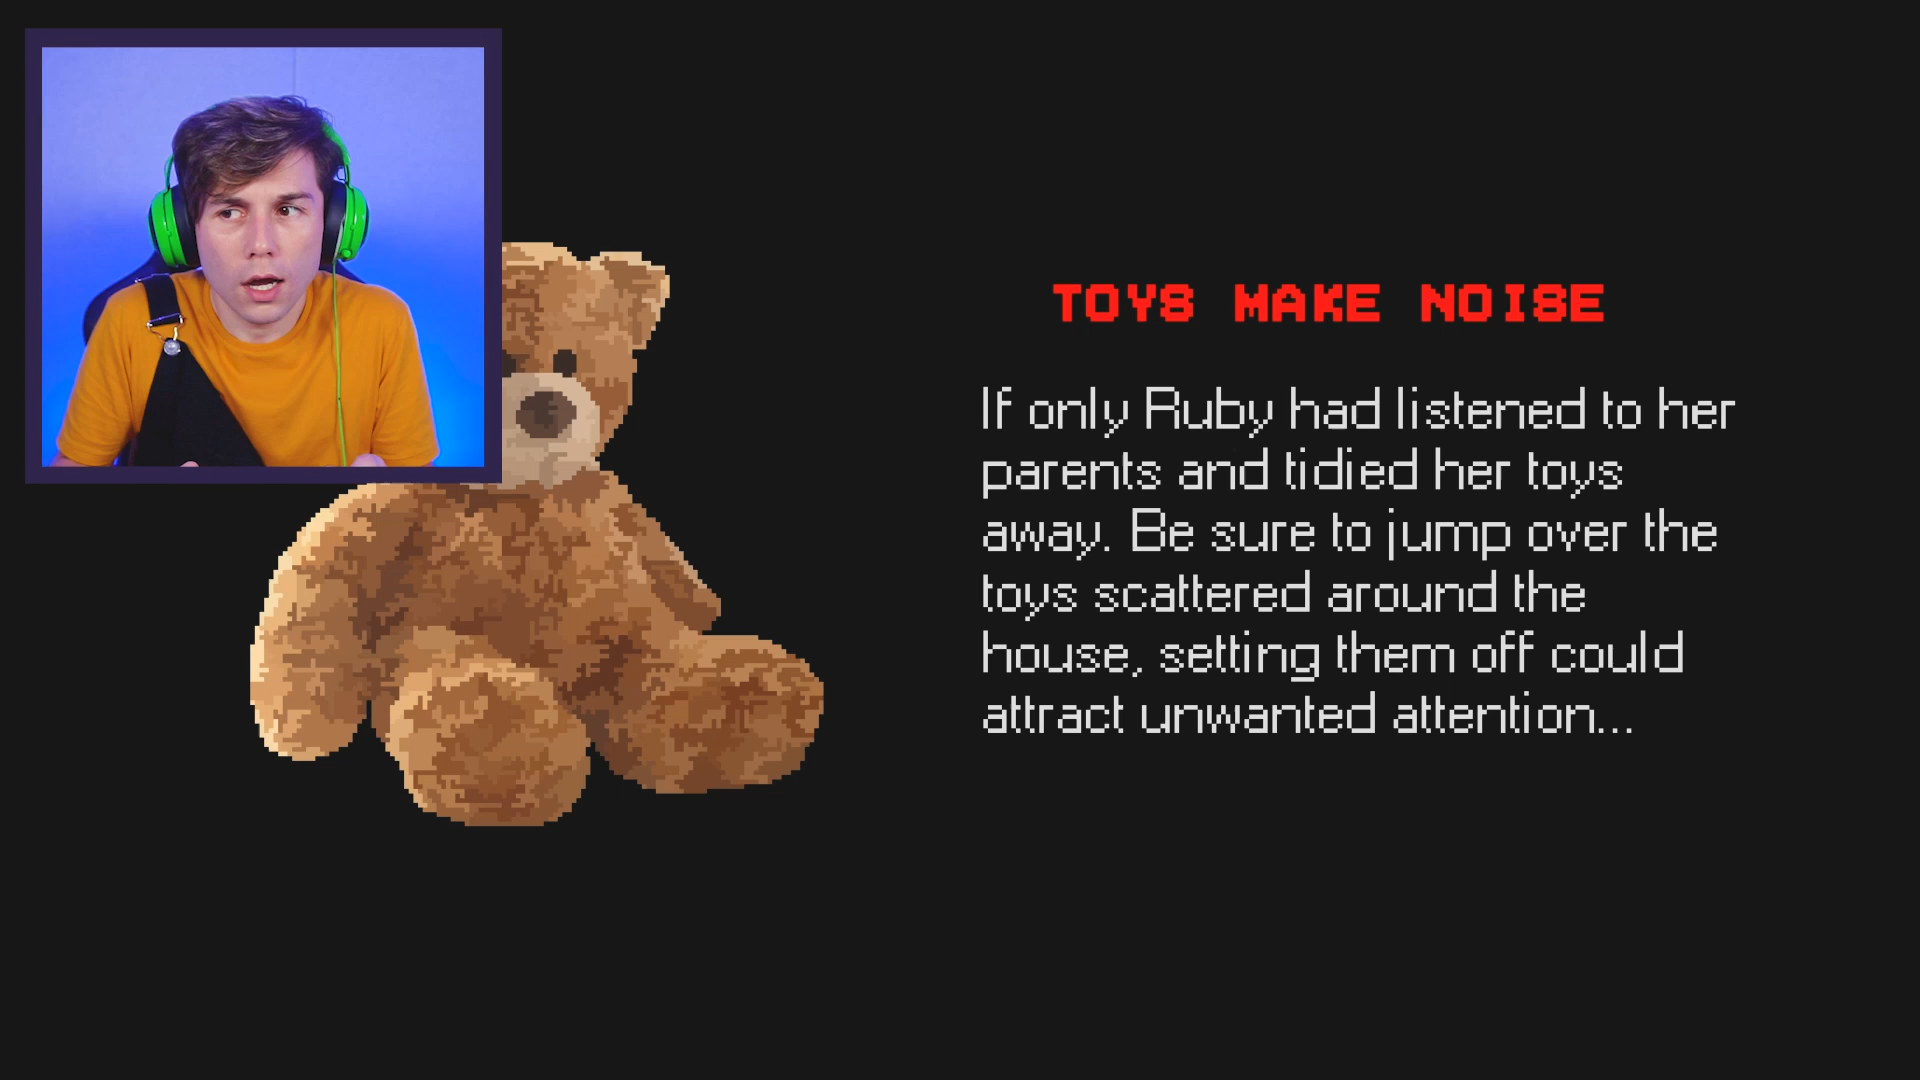 TOYS MAKE NOISE
If only Ruby had listened to her
parents and tidied her toys
away. Be sure to jump over the
toys scattered around the
house, setting them off could
attract unwanted attention...